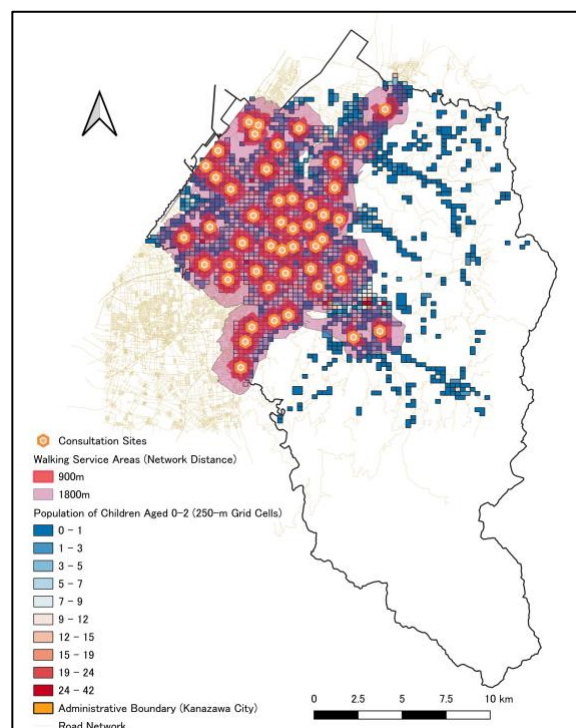 Consultation Sites
Walking Service Areas (Network Distance)
900m
1800m
Population of Children Aged 0-2 (250-m Grid Cells)
0 - 1
1 - 3
3 - 5
5 - 7
7 - 9
9 - 12
12 - 15
15 - 19
19 - 24
24 - 42
Administrative Boundary (Kanazawa City)
Road Network
0 2.5 5 7.5 10 km